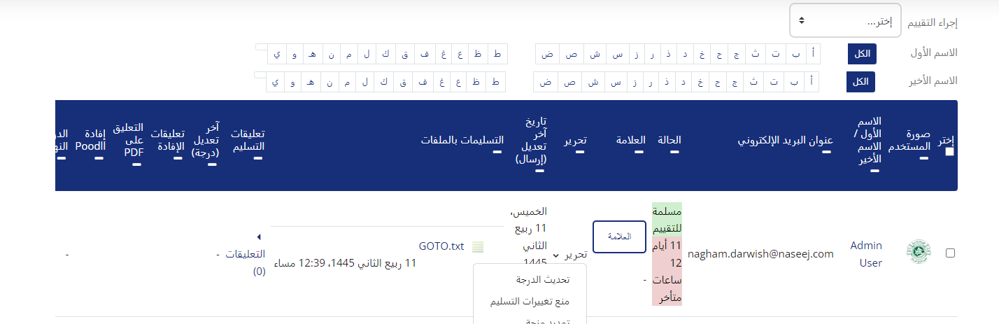 إجراء التقييم
إختر...
الاسم الأول
الكل
أ ب ت ث ج ح خ د ذ ر ز س ش ص ض ط ظ ع غ ف ق ك ل م ن هـ و ي
الاسم الأخير
الكل
أ ب ت ث ج ح خ د ذ ر ز س ش ص ض ط ظ ع غ ف ق ك ل م ن هـ و ي
إختر
صورة
المستخدم
الاسم
الأول /
الاسم
الأخير
عنوان البريد الإلكتروني
الحالة
العلامة
تحرير
تاريخ
آخر
تعديل
(إرسال)
التسليمات بالملفات
تعليقات
التسليم
آخر
تعديل
(درجة)
تعليقات
الإفادة
التعليق
على
PDF
إفادة
Poodll
Admin
User
nagham.darwish@naseej.com
مسلمة
للتقييم
11 أيام
12
ساعات
متأخر
العلامة
-
تحرير
الخميس،
11 ربيع
الثاني
1445،
GOTO.txt
11 ربيع الثاني 1445، 12:39 مساء
التعليقات
(0)
-
-
تحديث الدرجة
منع تغييرات التسليم
تمديد منحة